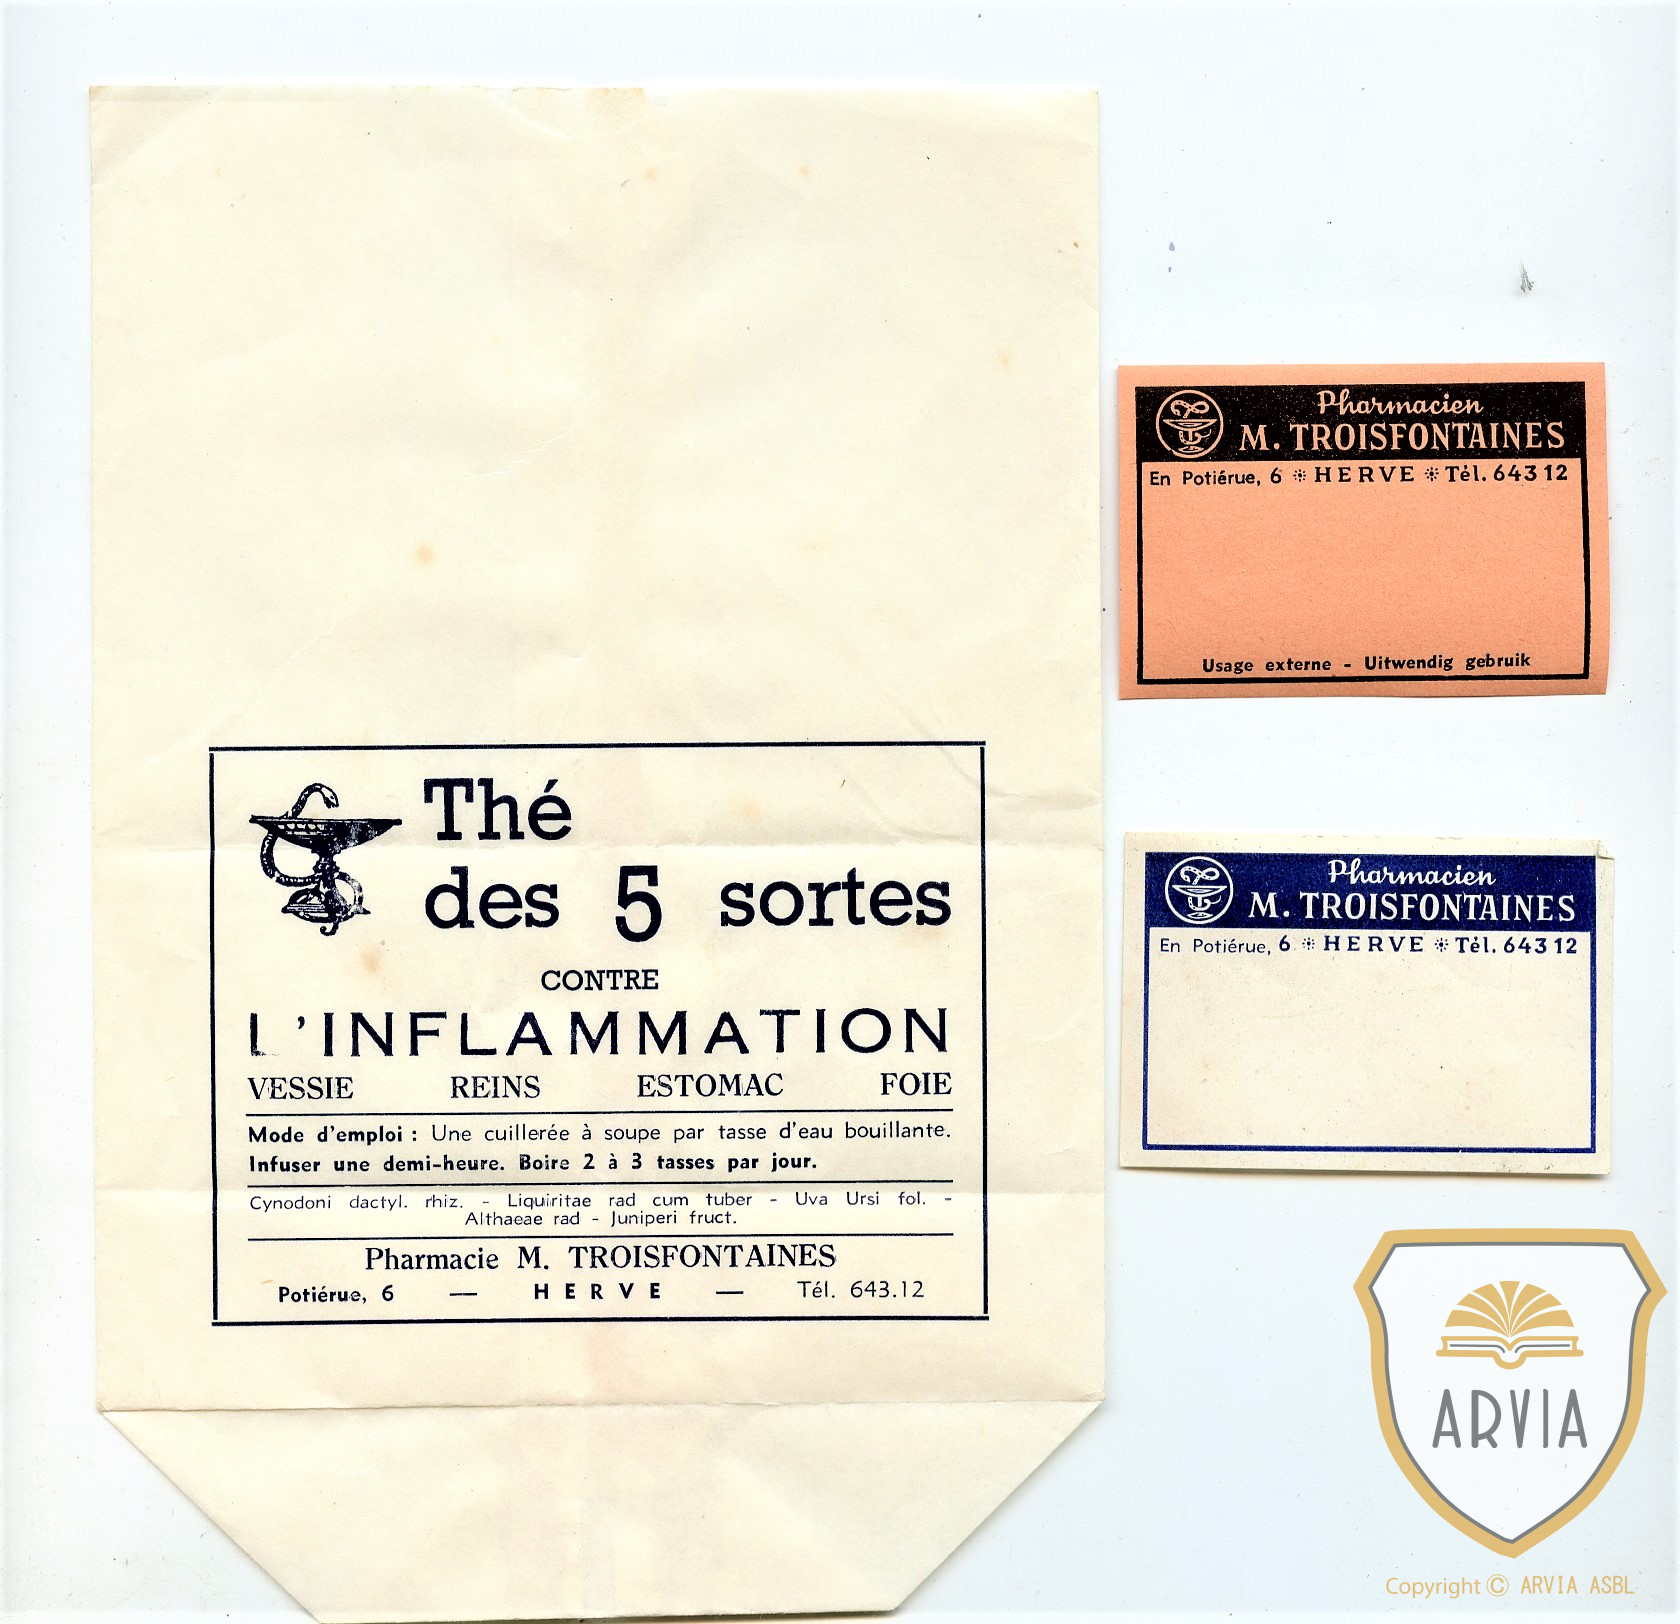 Thé
des 5 sortes
CONTRE
L'INFLAMMATION
VESSIE REINS ESTOMAC FOIE
Mode d'emploi : Une cuillerée à soupe par tasse d'eau bouillante.
Infuser une demi-heure. Boire 2 à 3 tasses par jour.
Cynodoni dactyl. rhiz. - Liquiritae rad cum tuber - Uva Ursi fol. -
Althaeae rad - Juniperi fruct.
Pharmacie M. TROISFONTAINES
Potiérue, 6 — HERVE — Tél. 643.12
Pharmacien
M. TROISFONTAINES
En Potiérue, 6 * HERVE * Tél. 643 12
Usage externe - Uitwendig gebruik
Pharmacien
M. TROISFONTAINES
En Potiérue, 6 * HERVE * Tél. 643 12
ARVIA
Copyright © ARVIA ASBL